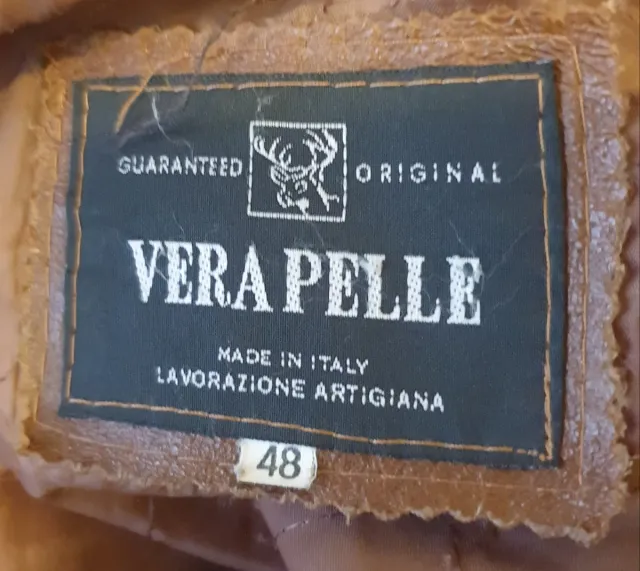 GUARANTEED ORIGINAL
VERA PELLE
MADE IN ITALY
LAVORAZIONE ARTIGIANA
48